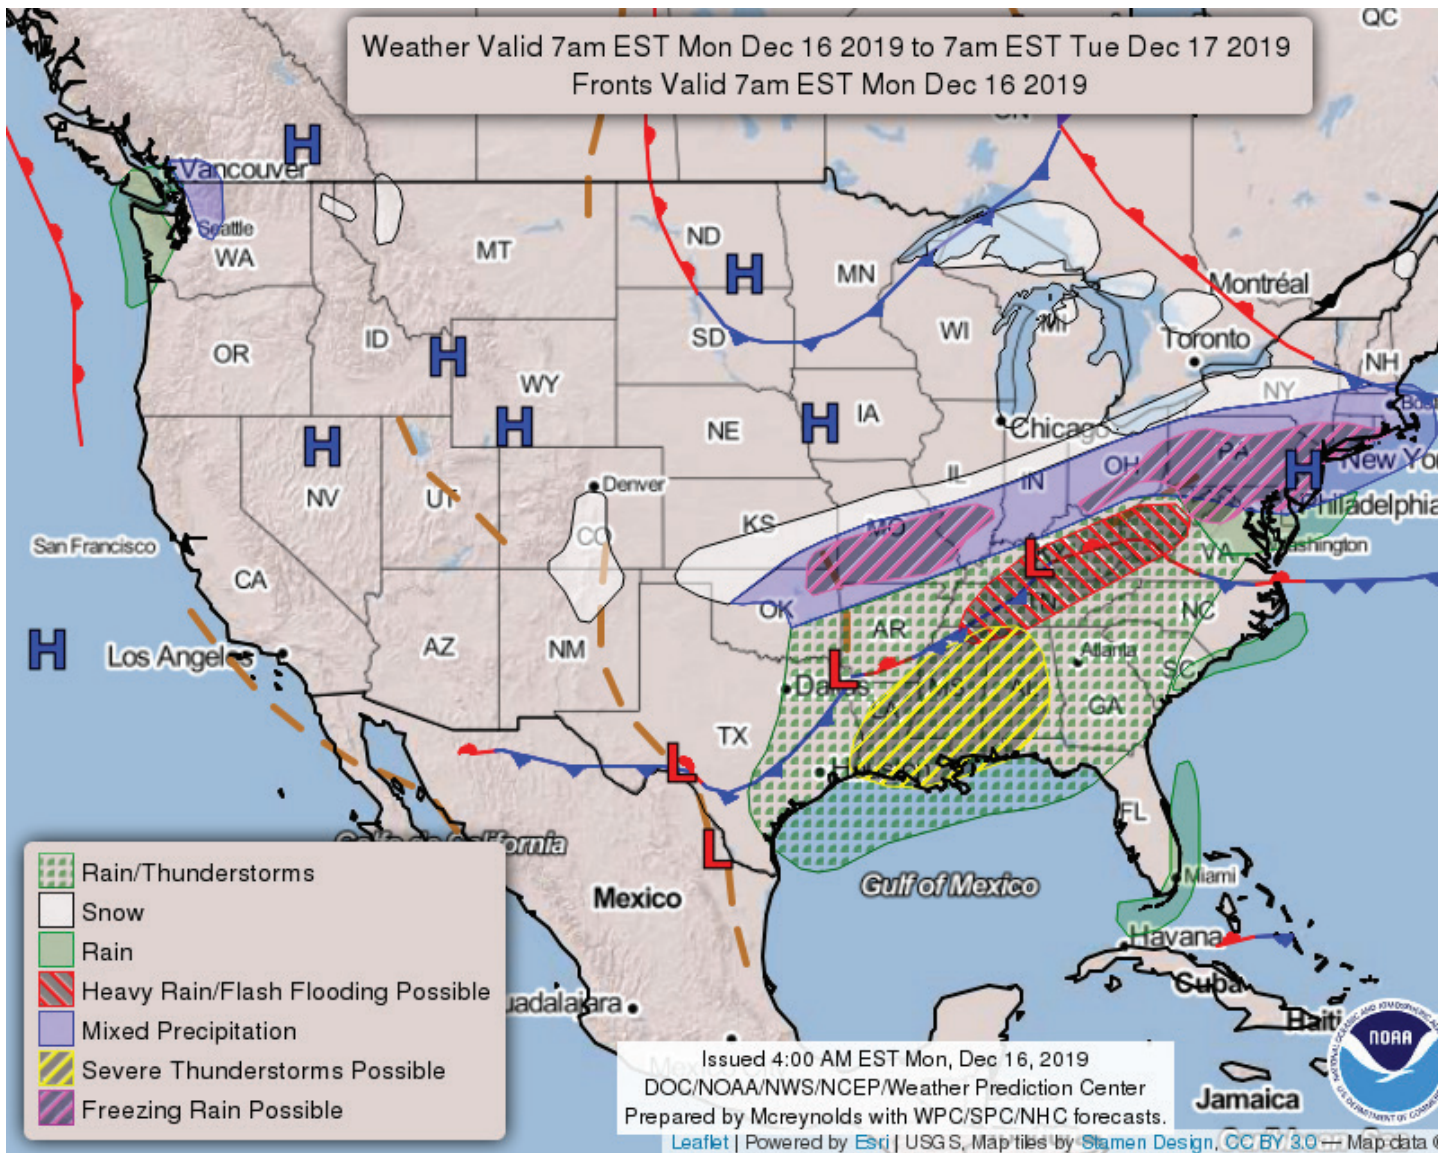 QC
Weather Valid 7am EST Mon Dec 16 2019 to 7am EST Tue Dec 17 2019
Fronts Valid 7am EST Mon Dec 16 2019
H
Vancouver
Seattle
WA
MT
ND
H
MN
Montréal
OR
ID
H
WY
SD
WI
MI
Toronto
NH
NY
H
NV
H
UT
NE
H
IA
Chicago
IL
IN
OH
PA
H
New Yo
Denver
CO
KS
MO
Philadelphia
San Francisco
CA
L
VA
Washington
OK
TN
NC
H
Los Angeles
AZ
NM
AR
Atlanta
SC
L
Dallas
LA
MS
AL
GA
TX
L
FL
L
Miami
Gulf of Mexico
Mexico
Havana
Cuba
Haiti
uadalajara
Jamaica
Rain/Thunderstorms
Snow
Rain
Heavy Rain/Flash Flooding Possible
Mixed Precipitation
Severe Thunderstorms Possible
Freezing Rain Possible
NOAA
Issued 4:00 AM EST Mon, Dec 16, 2019
DOC/NOAA/NWS/NCEP/Weather Prediction Center
Prepared by Mcreynolds with WPC/SPC/NHC forecasts.
Leaflet | Powered by Esri | USGS, Map tiles by Stamen Design, CC BY 3.0 — Map data ©